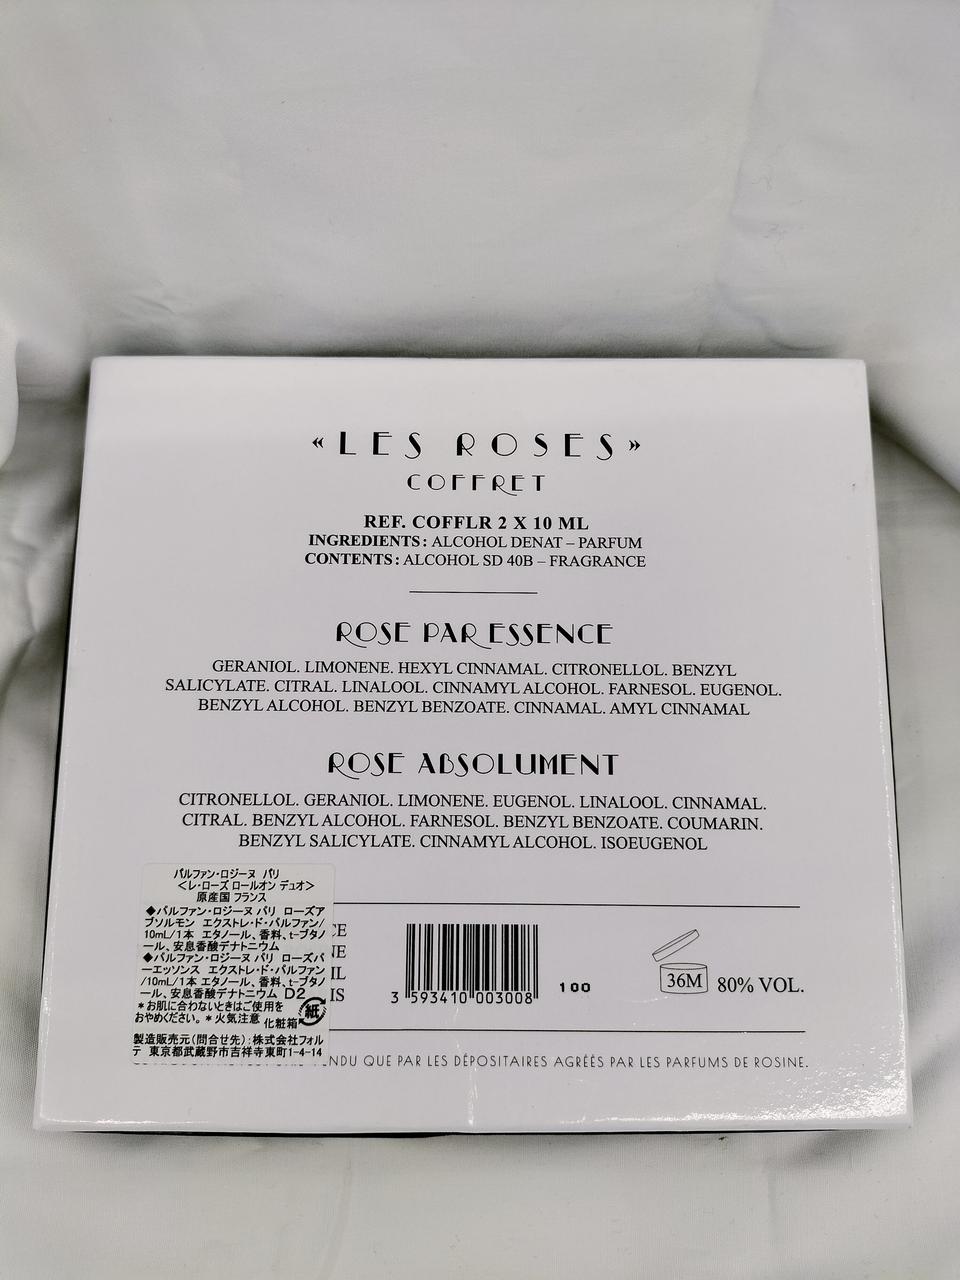 « LES ROSES »
COFFRET
REF. COFFLR 2 X 10 ML
INGREDIENTS : ALCOHOL DENAT – PARFUM
CONTENTS : ALCOHOL SD 40B – FRAGRANCE
ROSE PAR ESSENCE
GERANIOL. LIMONENE. HEXYL CINNAMAL. CITRONELLOL. BENZYL
SALICYLATE. CITRAL. LINALOOL. CINNAMYL ALCOHOL. FARNESOL. EUGENOL.
BENZYL ALCOHOL. BENZYL BENZOATE. CINNAMAL. AMYL CINNAMAL
ROSE ABSOLUMENT
CITRONELLOL. GERANIOL. LIMONENE. EUGENOL. LINALOOL. CINNAMAL.
CITRAL. BENZYL ALCOHOL. FARNESOL. BENZYL BENZOATE. COUMARIN.
BENZYL SALICYLATE. CINNAMYL ALCOHOL. ISOEUGENOL
パルファン・ロジーヌ パリ
<レ・ローズ ロールオン デュオ>
原産国 フランス
◆パルファン・ロジーヌ パリ ローズア
ブソルモン エクストレ・ド・パルファン/
10mL/1本 エタノール、香料、t-ブタノ
ール、安息香酸デナトニウム
◆パルファン・ロジーヌ パリ ローズパ
ーエッソンス エクストレ・ド・パルファン
/10mL/1本 エタノール、香料、t-ブタノ
ール、安息香酸デナトニウム D2
*お肌に合わないときはご使用を
おやめください。*火気注意 化粧箱 紙
製造販売元(問合せ先):株式会社フォル
テ 東京都武蔵野市吉祥寺東町1-4-14
CE
NE
IL
IS
3 593410 003008
100
36M
80% VOL.
NDU QUE PAR LES DÉPOSITAIRES AGRÉÉS PAR LES PARFUMS DE ROSINE.